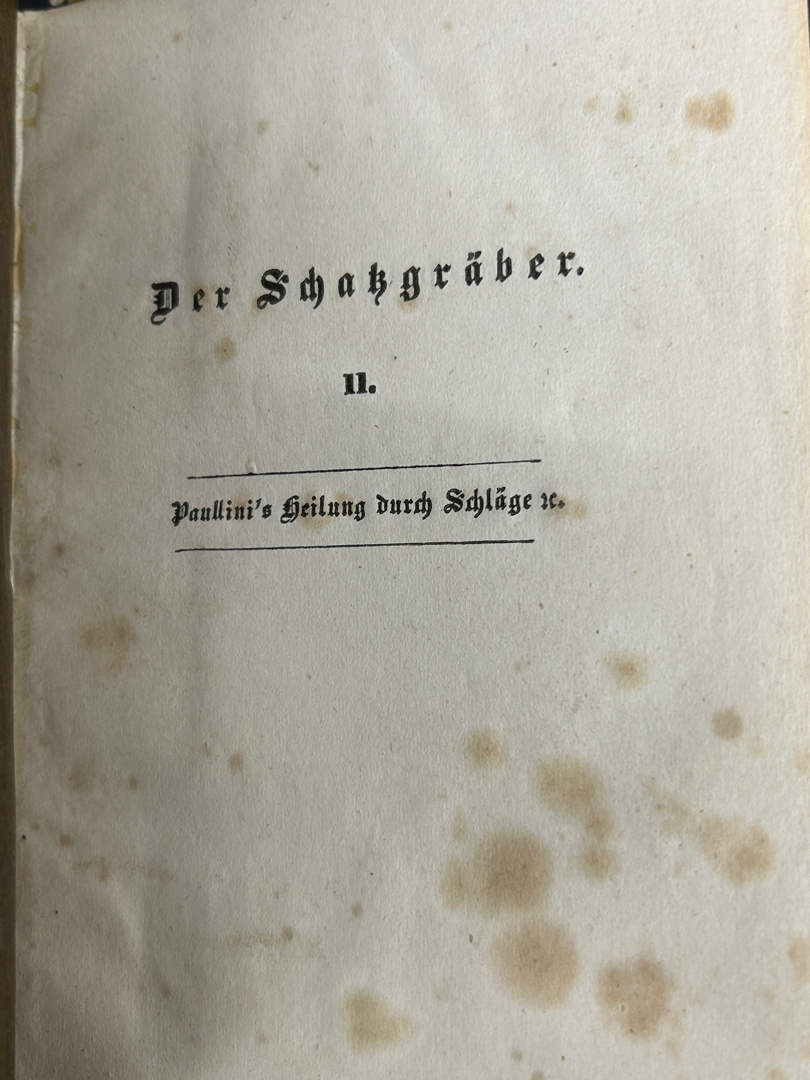 Der Schatzgräber.
II.
Paullini's Heilung durch Schläge ꝛc.